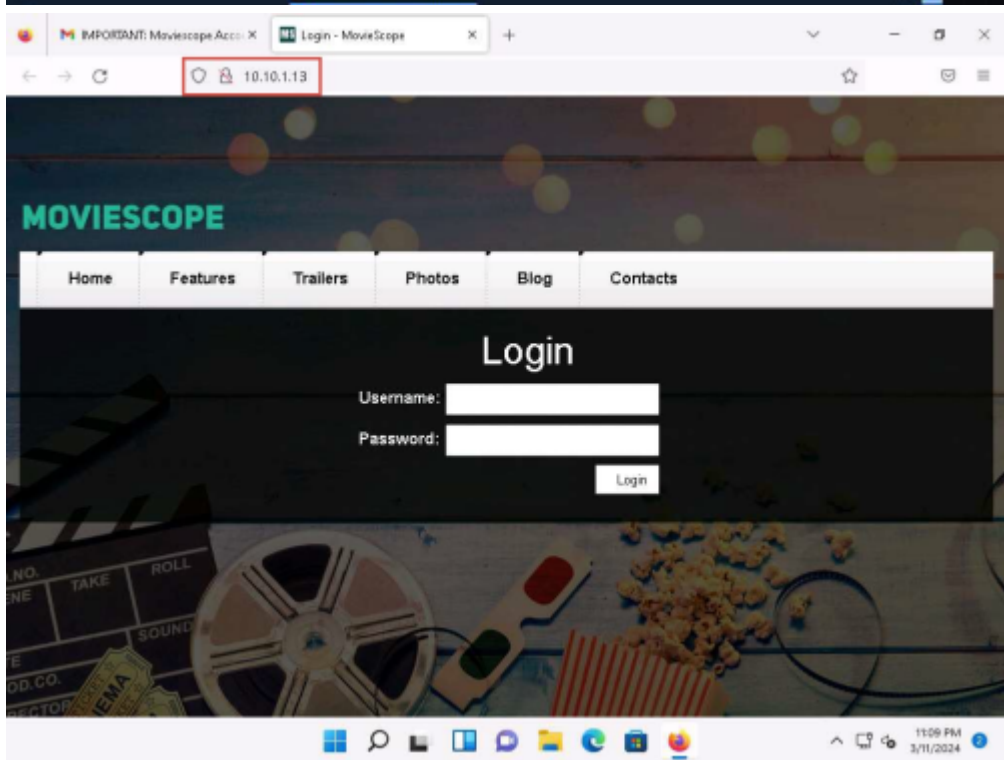 IMPORTANT: Moviescope Acco
Login - MovieScope
10.10.1.13
MOVIESCOPE
Home Features Trailers Photos Blog Contacts
Login
Username:
Password:
Login
NO.
TAKE
ROLL
SOUND
11:09 PM
3/11/2024